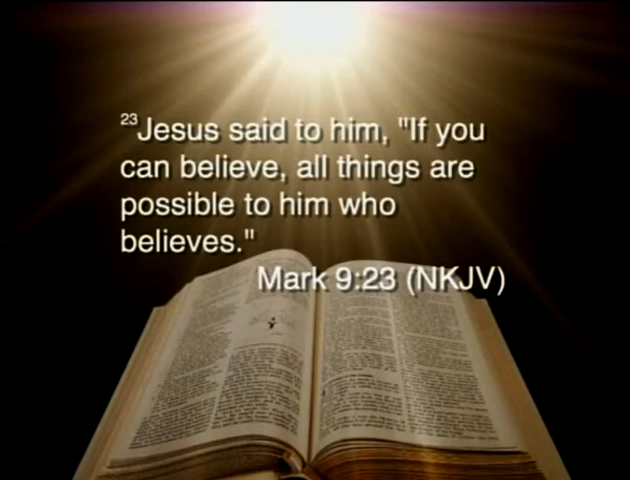 23Jesus said to him, "If you
can believe, all things are
possible to him who
believes."
Mark 9:23 (NKJV)